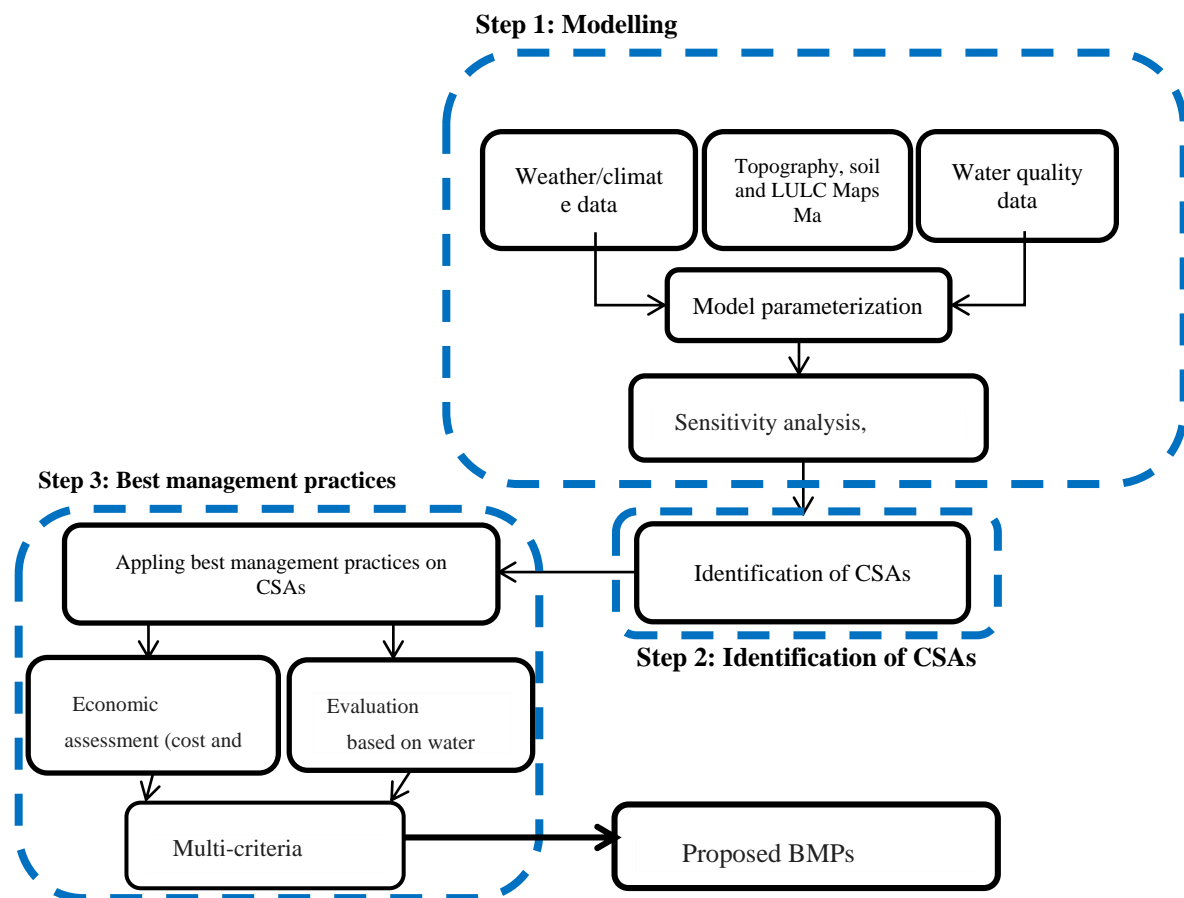 Step 1: Modelling
Weather/climat
e data
Topography, soil
and LULC Maps
Ma
Water quality
data
Model parameterization
Sensitivity analysis,
Step 3: Best management practices
Appling best management practices on
CSAs
Identification of CSAs
Step 2: Identification of CSAs
Economic
assessment (cost and
Evaluation
based on water
Multi-criteria
Proposed BMPs